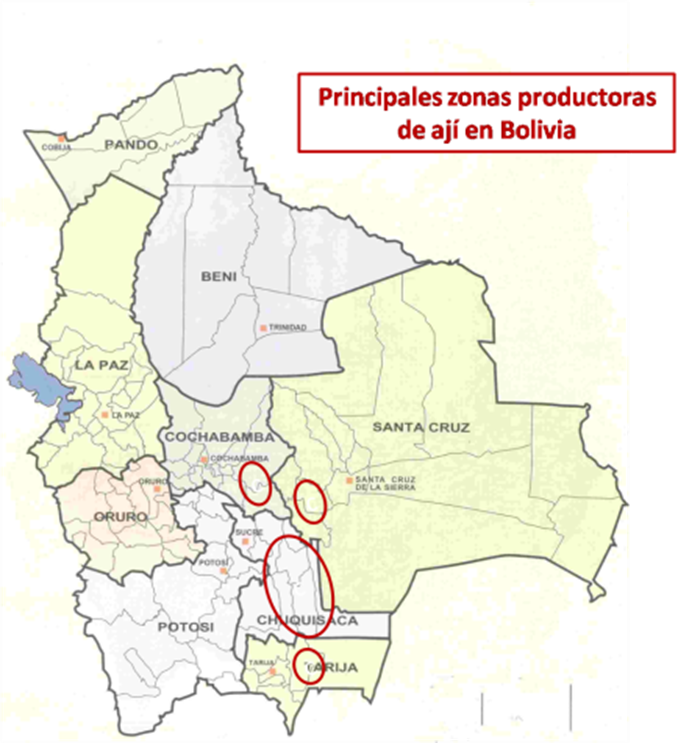 Principales zonas productoras
de ají en Bolivia
COBIJA
PANDO
BENI
TRINIDAD
LA PAZ
LA PAZ
SANTA CRUZ
COCHABAMBA
COCHABAMBA
SANTA CRUZ
DE LA SIERRA
ORURO
ORURO
SUCRE
POTOSI
POTOSI
CHUQUISACA
TARIJA
ARIJA